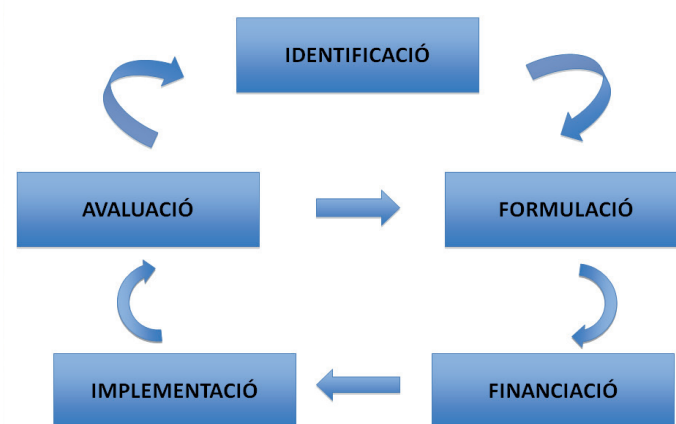 IDENTIFICACIÓ
AVALUACIÓ
FORMULACIÓ
IMPLEMENTACIÓ
FINANCIACIÓ